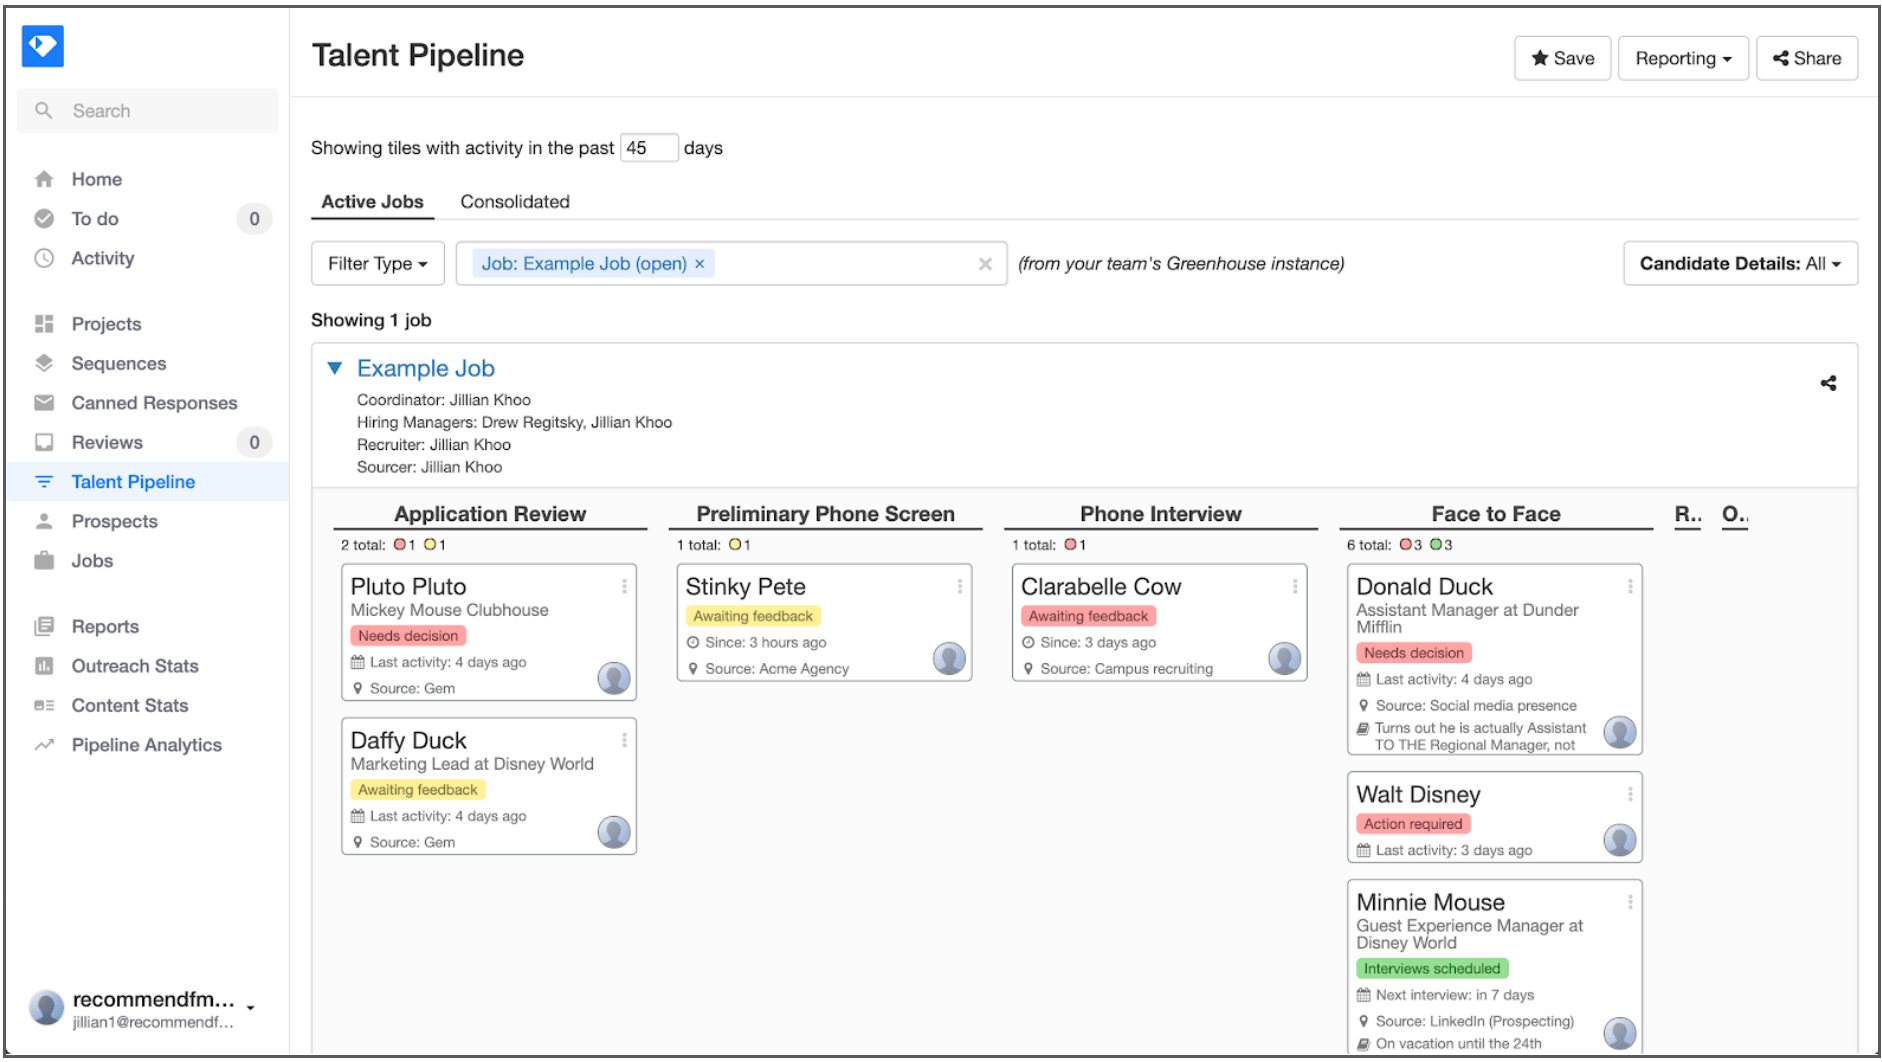 Talent Pipeline
Save
Reporting
Share
Search
Home
To do 0
Activity
Projects
Sequences
Canned Responses
Reviews 0
Talent Pipeline
Prospects
Jobs
Reports
Outreach Stats
Content Stats
Pipeline Analytics
recommendfm...
jillian1@recommendf...
Showing tiles with activity in the past 45 days
Active Jobs
Consolidated
Filter Type
Job: Example Job (open) ×
×
(from your team's Greenhouse instance)
Candidate Details: All
Showing 1 job
Example Job
Coordinator: Jillian Khoo
Hiring Managers: Drew Regitsky, Jillian Khoo
Recruiter: Jillian Khoo
Sourcer: Jillian Khoo
Application Review
2 total: 1 1
Pluto Pluto
Mickey Mouse Clubhouse
Needs decision
Last activity: 4 days ago
Source: Gem
Daffy Duck
Marketing Lead at Disney World
Awaiting feedback
Last activity: 4 days ago
Source: Gem
Preliminary Phone Screen
1 total: 1
Stinky Pete
Awaiting feedback
Since: 3 hours ago
Source: Acme Agency
Phone Interview
1 total: 1
Clarabelle Cow
Awaiting feedback
Since: 3 days ago
Source: Campus recruiting
Face to Face
6 total: 3 3
Donald Duck
Assistant Manager at Dunder
Mifflin
Needs decision
Last activity: 4 days ago
Source: Social media presence
Turns out he is actually Assistant
TO THE Regional Manager, not
Walt Disney
Action required
Last activity: 3 days ago
Minnie Mouse
Guest Experience Manager at
Disney World
Interviews scheduled
Next interview: in 7 days
Source: LinkedIn (Prospecting)
On vacation until the 24th
R..
O..